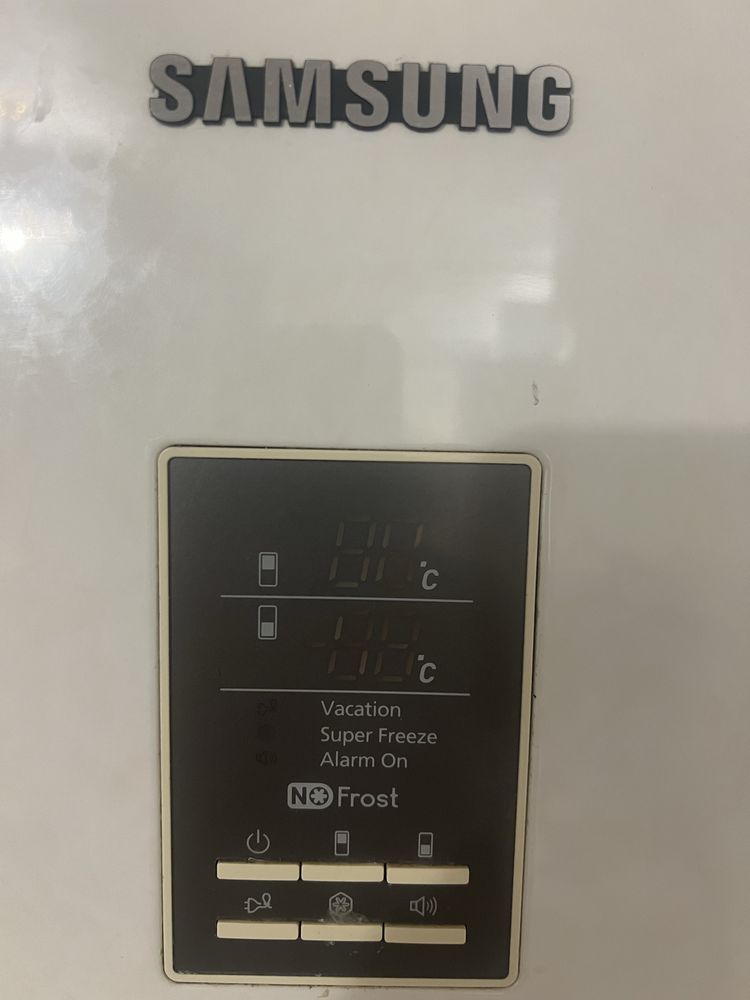 SAMSUNG
°C
°C
Vacation
Super Freeze
Alarm On
NO Frost